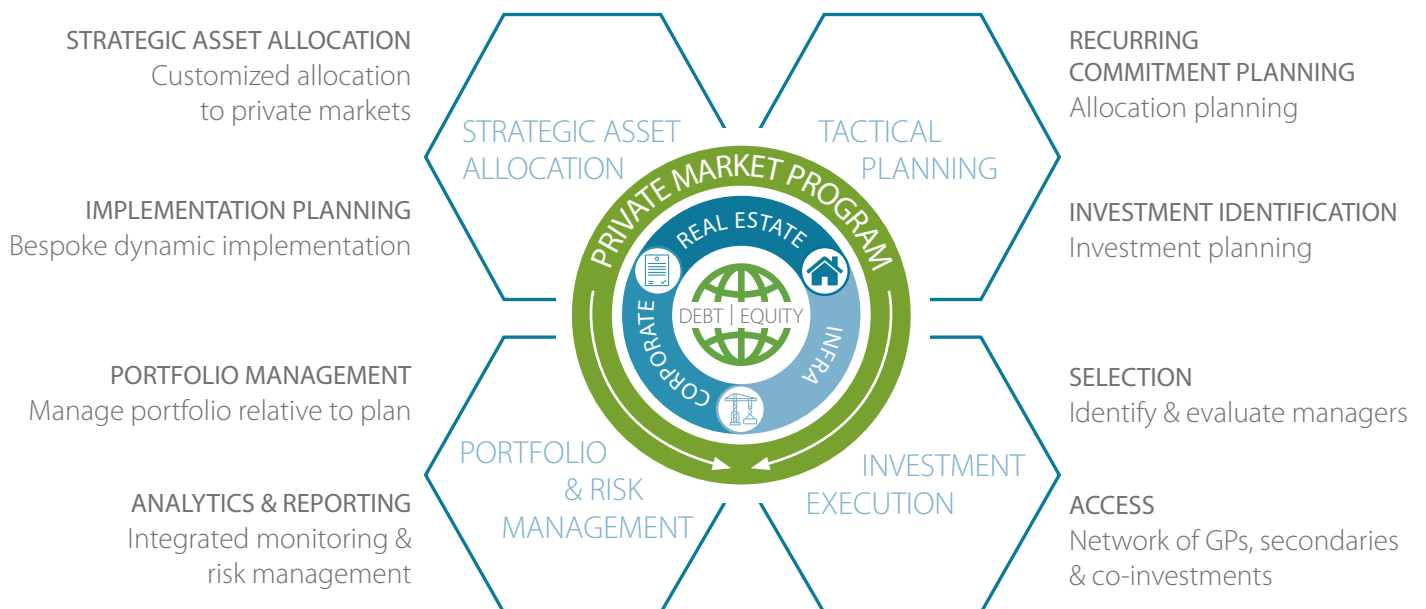 STRATEGIC ASSET ALLOCATION
Customized allocation
to private markets
IMPLEMENTATION PLANNING
Bespoke dynamic implementation
PORTFOLIO MANAGEMENT
Manage portfolio relative to plan
ANALYTICS & REPORTING
Integrated monitoring &
risk management
STRATEGIC ASSET
ALLOCATION
TACTICAL
PLANNING
PRIVATE MARKET PROGRAM
REAL ESTATE
CORPORATE
INFRA
DEBT | EQUITY
PORTFOLIO
& RISK
MANAGEMENT
INVESTMENT
EXECUTION
RECURRING
COMMITMENT PLANNING
Allocation planning
INVESTMENT IDENTIFICATION
Investment planning
SELECTION
Identify & evaluate managers
ACCESS
Network of GPs, secondaries
& co-investments